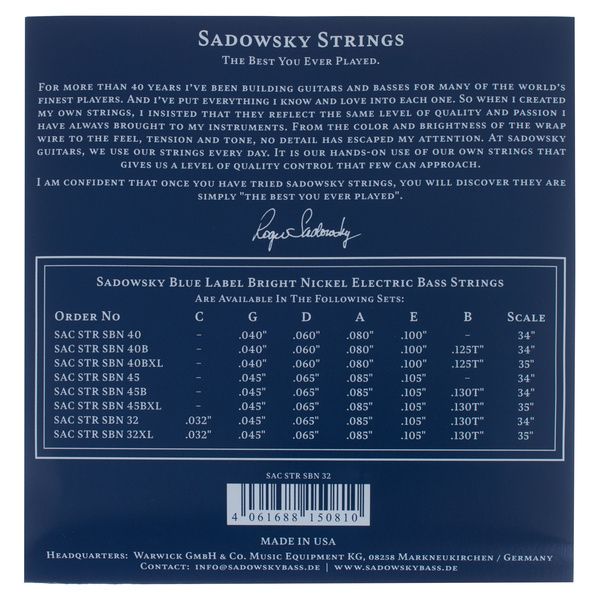 SADOWSKY STRINGS
THE BEST YOU EVER PLAYED.
FOR MORE THAN 40 YEARS I'VE BEEN BUILDING GUITARS AND BASSES FOR MANY OF THE WORLD'S
FINEST PLAYERS. AND I'VE PUT EVERYTHING I KNOW AND LOVE INTO EACH ONE. SO WHEN I CREATED
MY OWN STRINGS, I INSISTED THAT THEY REFLECT THE SAME LEVEL OF QUALITY AND PASSION I
HAVE ALWAYS BROUGHT TO MY INSTRUMENTS. FROM THE COLOR AND BRIGHTNESS OF THE WRAP
WIRE TO THE FEEL, TENSION AND TONE, NO DETAIL HAS ESCAPED MY ATTENTION. AT SADOWSKY
GUITARS, WE USE OUR STRINGS EVERY DAY. IT IS OUR HANDS-ON USE OF OUR OWN STRINGS THAT
GIVES US A LEVEL OF QUALITY CONTROL THAT FEW CAN APPROACH.
I AM CONFIDENT THAT ONCE YOU HAVE TRIED SADOWSKY STRINGS, YOU WILL DISCOVER THEY ARE
SIMPLY "THE BEST YOU EVER PLAYED".
Roger Sadowsky
SADOWSKY BLUE LABEL BRIGHT NICKEL ELECTRIC BASS STRINGS
ARE AVAILABLE IN THE FOLLOWING SETS:
ORDER NO C G D A E B SCALE
SAC STR SBN 40 – .040" .060" .080" .100" – 34"
SAC STR SBN 40B – .040" .060" .080" .100" .125T" 34"
SAC STR SBN 40BXL – .040" .060" .080" .100" .125T" 35"
SAC STR SBN 45 – .045" .065" .085" .105" – 34"
SAC STR SBN 45B – .045" .065" .085" .105" .130T" 34"
SAC STR SBN 45BXL – .045" .065" .085" .105" .130T" 35"
SAC STR SBN 32 .032" .045" .065" .085" .105" .130T" 34"
SAC STR SBN 32XL .032" .045" .065" .085" .105" .130T" 35"
SAC STR SBN 32
4 061688 150810
MADE IN USA
HEADQUARTERS: WARWICK GMBH & CO. MUSIC EQUIPMENT KG, 08258 MARKNEUKIRCHEN / GERMANY
CONTACT: INFO@SADOWSKYBASS.DE | WWW.SADOWSKYBASS.DE